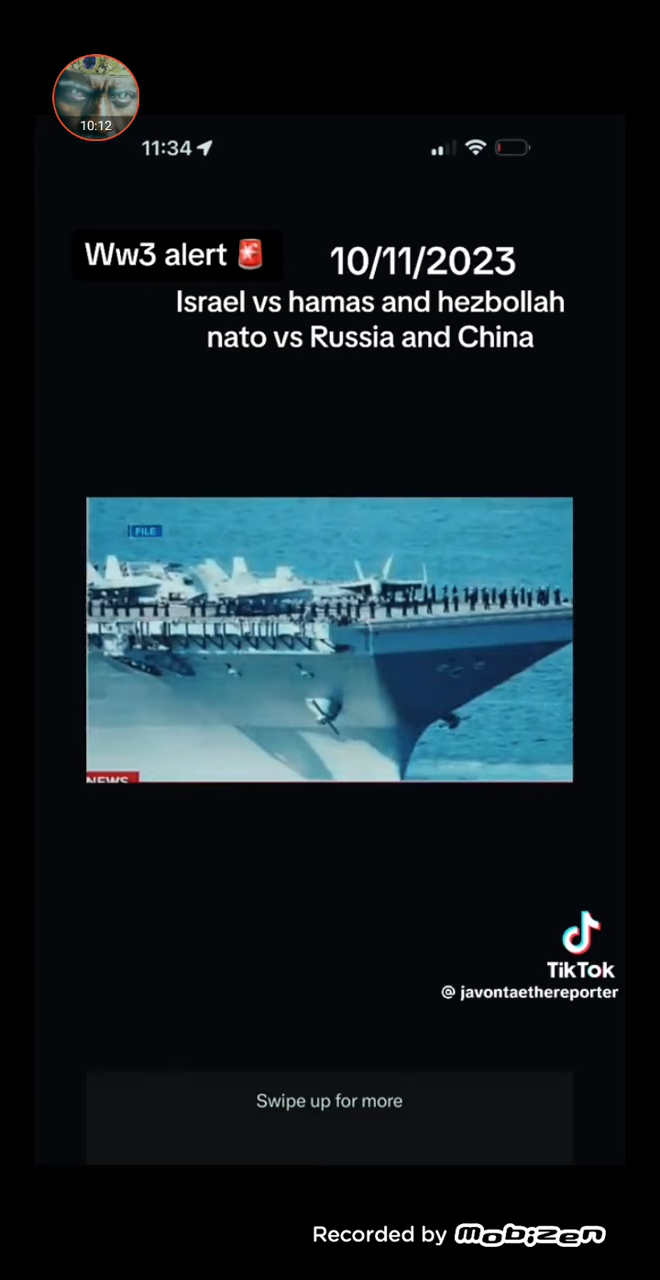 10:12
11:34
Ww3 alert 🚨
10/11/2023
Israel vs hamas and hezbollah
nato vs Russia and China
FILE
NEWS
TikTok
@ javontaethereporter
Swipe up for more
Recorded by mobizen